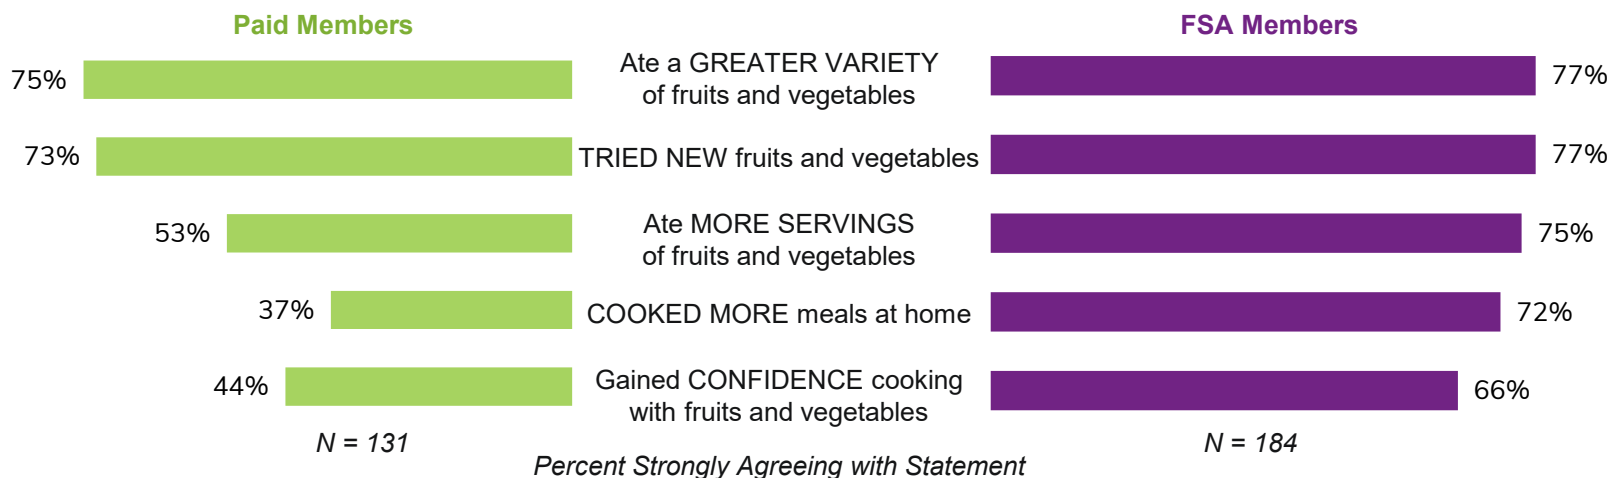 Paid Members
FSA Members
75%
Ate a GREATER VARIETY
of fruits and vegetables
77%
73%
TRIED NEW fruits and vegetables
77%
53%
Ate MORE SERVINGS
of fruits and vegetables
75%
37%
COOKED MORE meals at home
72%
44%
Gained CONFIDENCE cooking
with fruits and vegetables
66%
N = 131
N = 184
Percent Strongly Agreeing with Statement